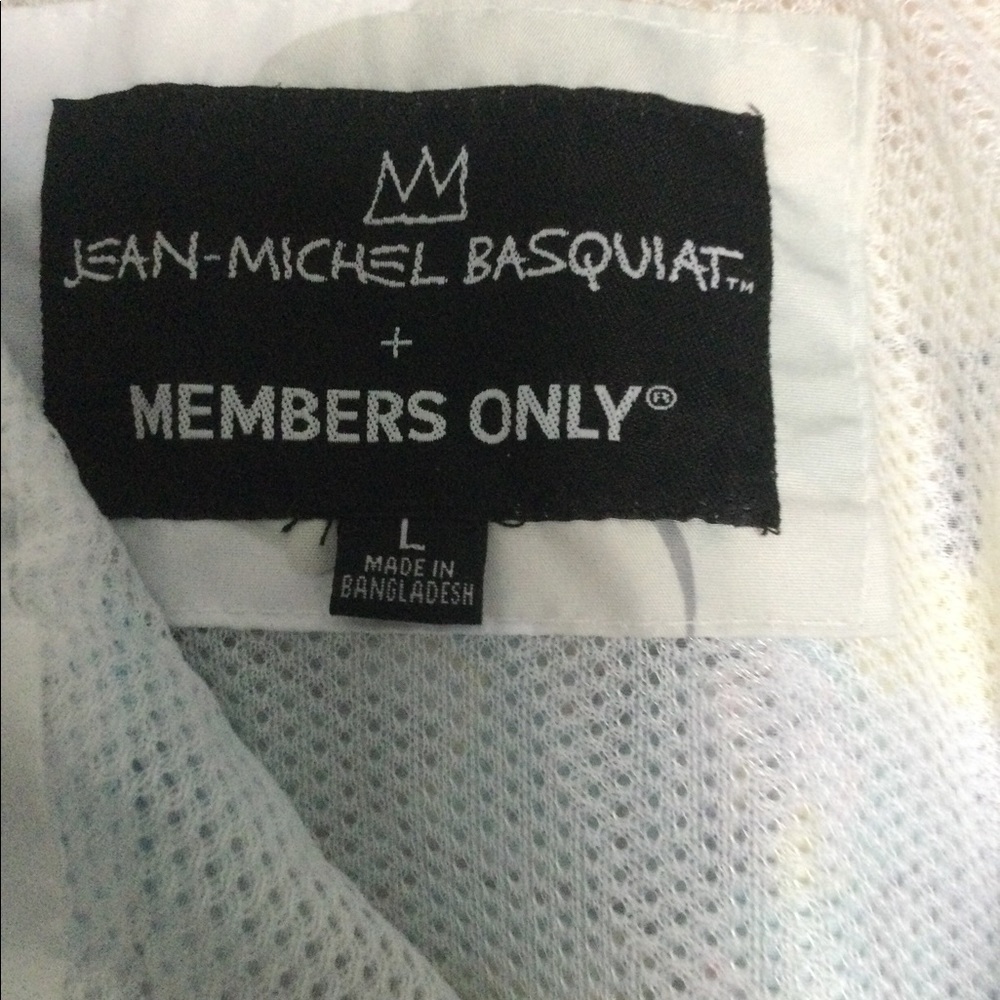 JEAN-MICHEL BASQUIAT™
+
MEMBERS ONLY®
L
MADE IN
BANGLADESH